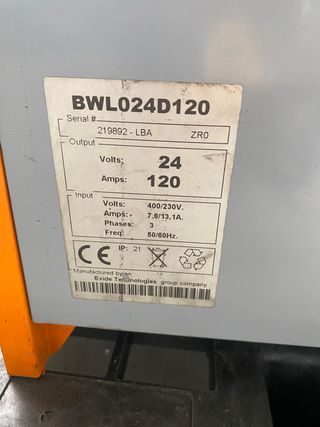 BWL024D120
Serial #
219892 - LBA ZR0
Output
Volts; 24
Amps: 120
Input
Volts: 400/230V.
Amps: - 7,6/13,1A.
Phases: 3
Freq: 50/60Hz.
CE IP: 21
Manufactured by an
Exide Technologies group company